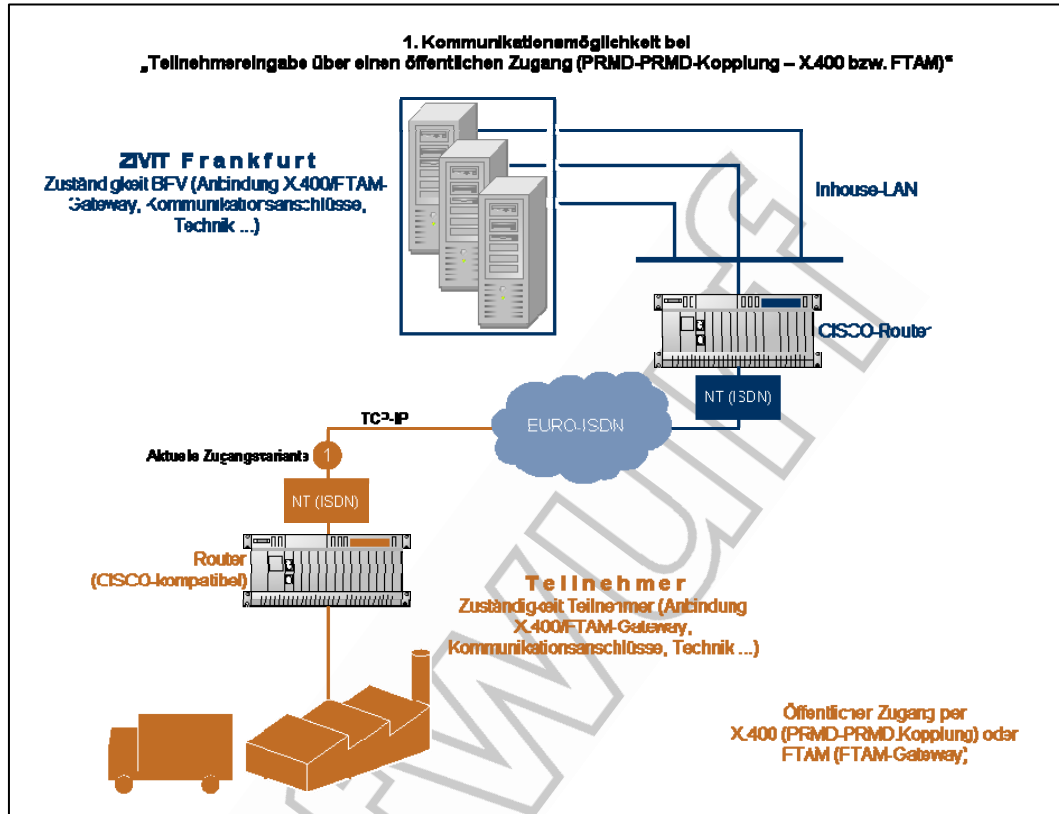 1. Kommunikationsmöglichkeit bei
„Teilnehmereingabe über einen öffentlichen Zugang (PRMD-PRMD-Kopplung – X.400 bzw. FTAM)“
ZIVIT Frankfurt
Zuständigkeit BFV (Anbindung X.400/FTAM-
Gateway, Kommunikationsanschlüsse,
Technik ...)
Inhouse-LAN
CISCO-Router
NT (ISDN)
EURO-ISDN
TCP-IP
Aktuelle Zugangsvariante 1
NT (ISDN)
Router
(CISCO-kompatibel)
Teilnehmer
Zuständigkeit Teilnehmer (Anbindung
X.400/FTAM-Gateway,
Kommunikationsanschlüsse, Technik ...)
Öffentlicher Zugang per
X.400 (PRMD-PRMD.Kopplung) oder
FTAM (FTAM-Gateway)